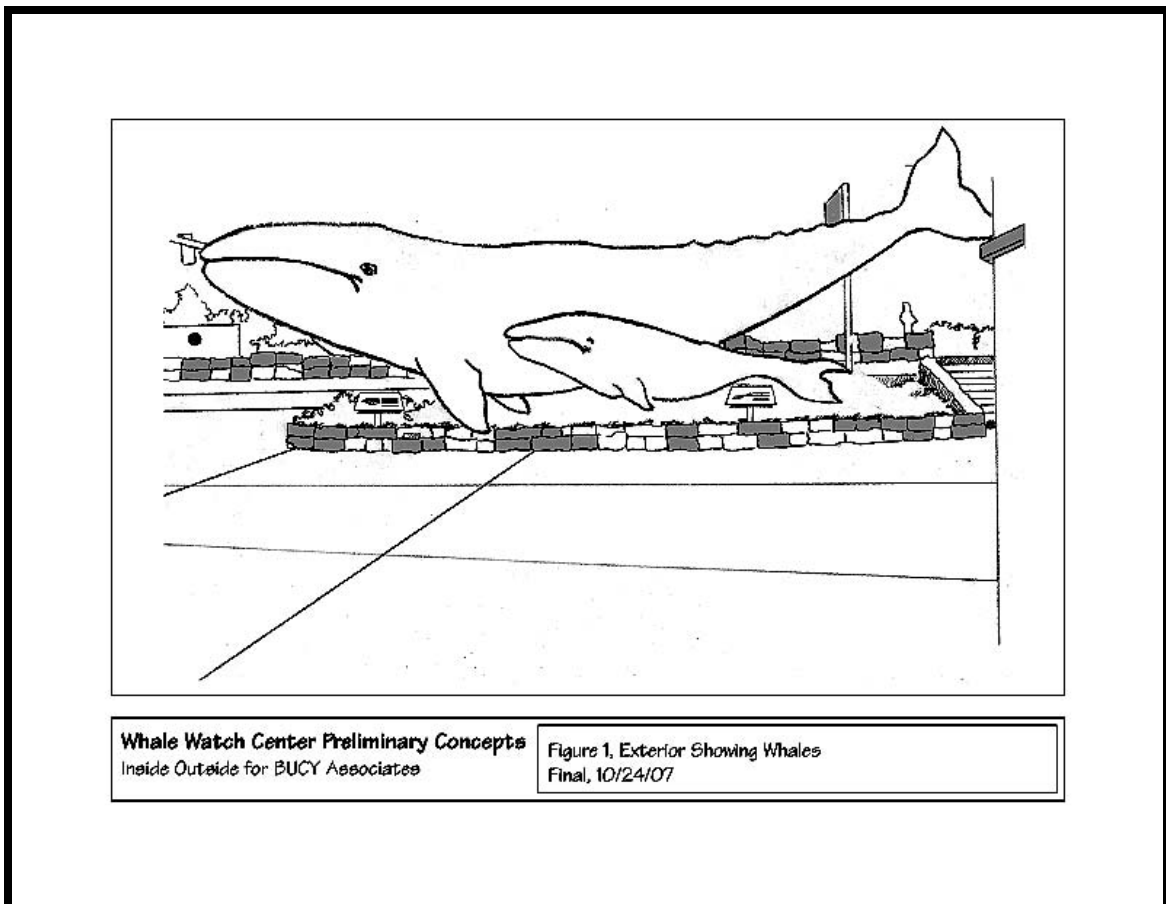 Whale Watch Center Preliminary Concepts
Inside Outside for BUCY Associates
Figure 1, Exterior Showing Whales
Final, 10/24/07